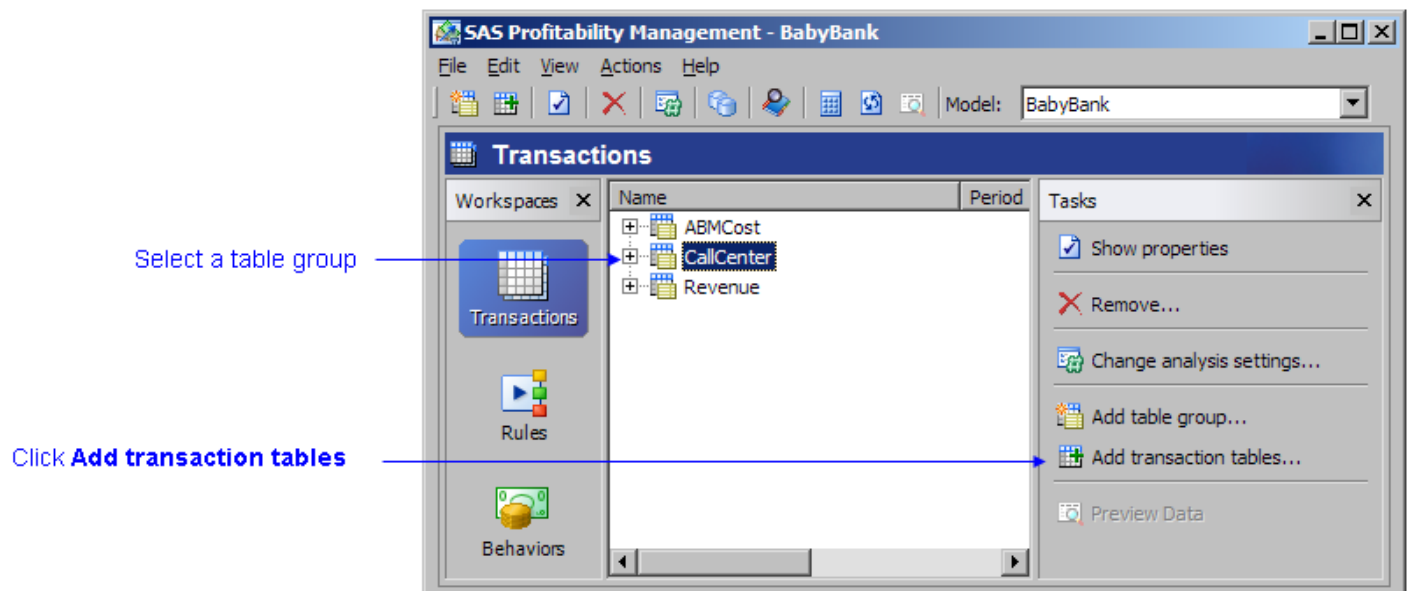 SAS Profitability Management - BabyBank
File Edit View Actions Help
Model: BabyBank
Transactions
Workspaces
Name Period
Tasks
ABMCost
CallCenter
Revenue
Select a table group
Transactions
Rules
Behaviors
Show properties
Remove...
Change analysis settings...
Add table group...
Add transaction tables...
Preview Data
Click Add transaction tables